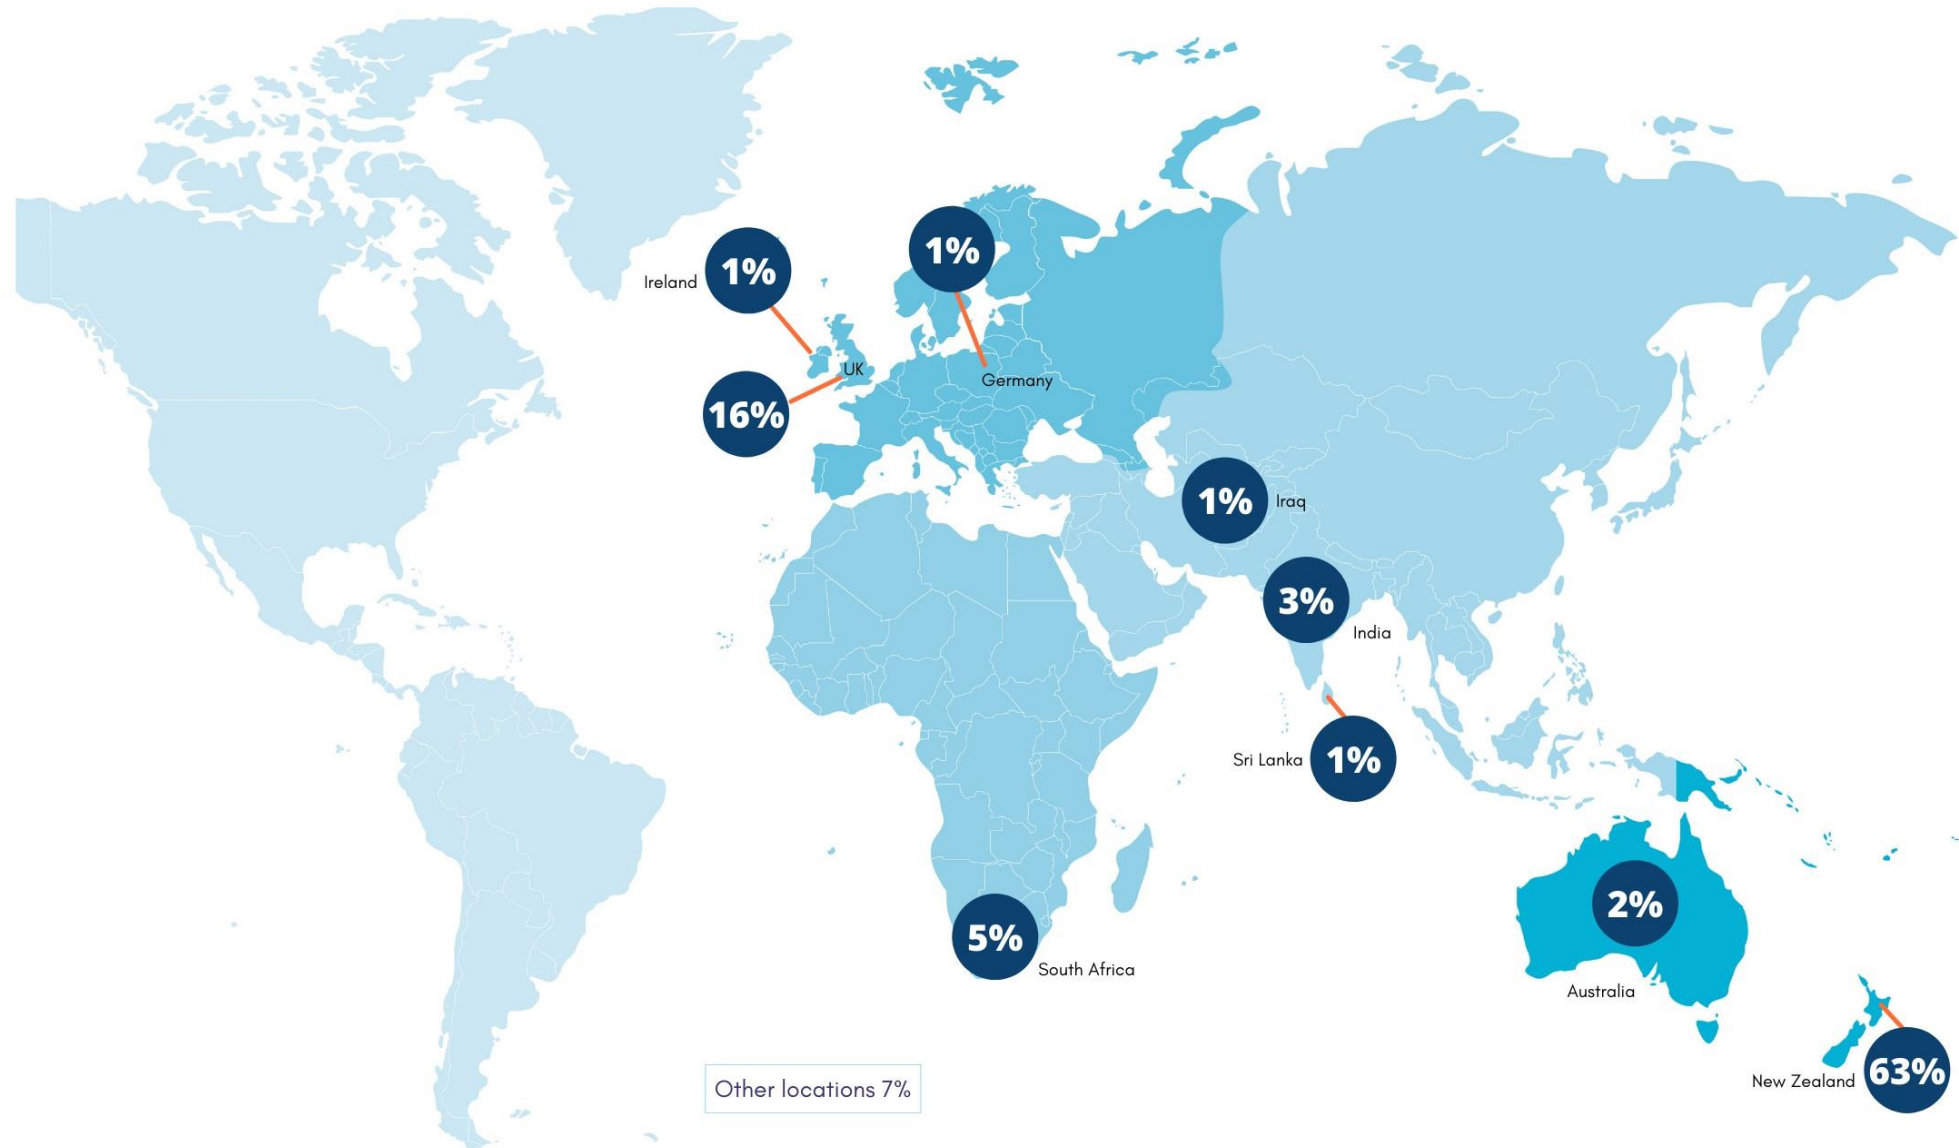 1%
Ireland
1%
UK
16%
Germany
1%
Iraq
3%
India
Sri Lanka
1%
5%
South Africa
2%
Australia
New Zealand
63%
Other locations 7%